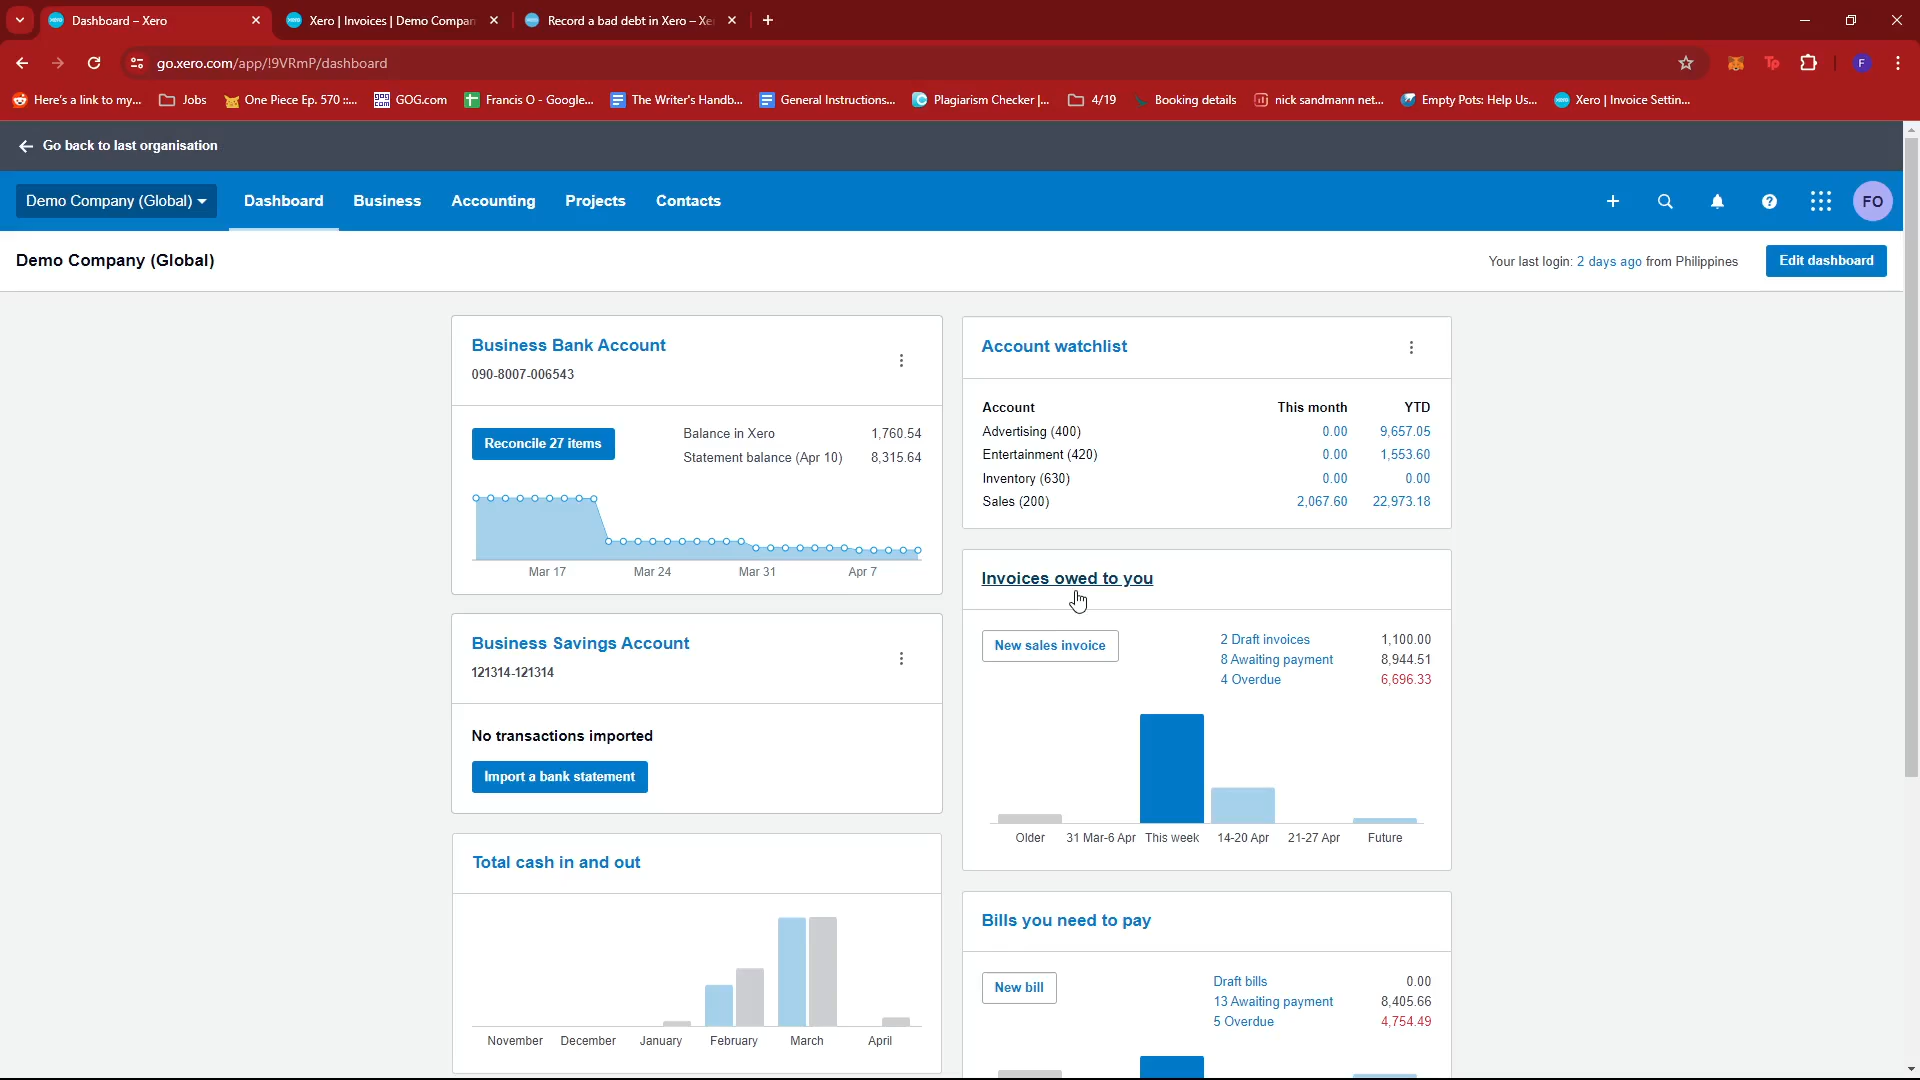 Dashboard – Xero
Xero | Invoices | Demo Compan
Record a bad debt in Xero – Xe
go.xero.com/app/!9VRmP/dashboard
Here's a link to my...
Jobs
One Piece Ep. 570 ::...
GOG.com
Francis O - Google...
The Writer's Handb...
General Instructions...
Plagiarism Checker |...
4/19
Booking details
nick sandmann net...
Empty Pots: Help Us...
Xero | Invoice Settin...
Go back to last organisation
Demo Company (Global)
Dashboard
Business
Accounting
Projects
Contacts
FO
Demo Company (Global)
Your last login: 2 days ago from Philippines
Edit dashboard
Business Bank Account
090-8007-006543
Reconcile 27 items
Balance in Xero 1,760.54
Statement balance (Apr 10) 8,315.64
Mar 17 Mar 24 Mar 31 Apr 7
Business Savings Account
121314-121314
No transactions imported
Import a bank statement
Total cash in and out
November December January February March April
Account watchlist
Account This month YTD
Advertising (400) 0.00 9,657.05
Entertainment (420) 0.00 1,553.60
Inventory (630) 0.00 0.00
Sales (200) 2,067.60 22,973.18
Invoices owed to you
New sales invoice
2 Draft invoices 1,100.00
8 Awaiting payment 8,944.51
4 Overdue 6,696.33
Older 31 Mar-6 Apr This week 14-20 Apr 21-27 Apr Future
Bills you need to pay
New bill
Draft bills 0.00
13 Awaiting payment 8,405.66
5 Overdue 4,754.49